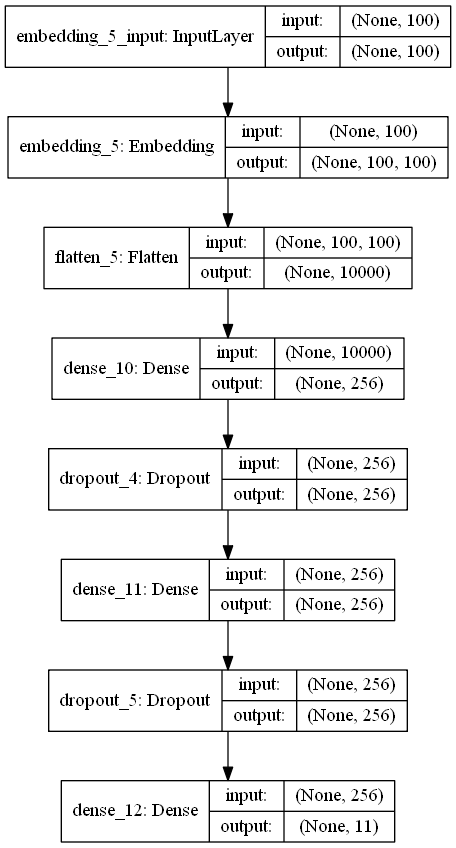 embedding_5_input: InputLayer
input: (None, 100)
output: (None, 100)
embedding_5: Embedding
input: (None, 100)
output: (None, 100, 100)
flatten_5: Flatten
input: (None, 100, 100)
output: (None, 10000)
dense_10: Dense
input: (None, 10000)
output: (None, 256)
dropout_4: Dropout
input: (None, 256)
output: (None, 256)
dense_11: Dense
input: (None, 256)
output: (None, 256)
dropout_5: Dropout
input: (None, 256)
output: (None, 256)
dense_12: Dense
input: (None, 256)
output: (None, 11)